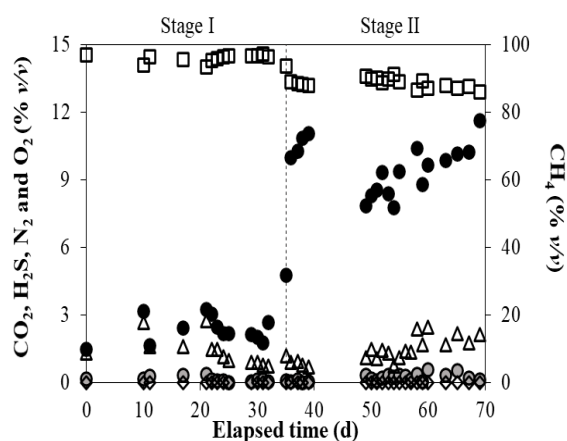 Stage I Stage II
CO2, H2S, N2 and O2 (% v/v)
15
12
9
6
3
0
100
80
60
40
20
0
CH4 (% v/v)
0 10 20 30 40 50 60 70
Elapsed time (d)